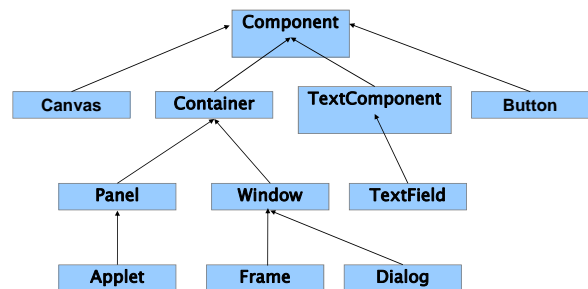 Component
Canvas
Container
TextComponent
Button
Panel
Window
TextField
Applet
Frame
Dialog